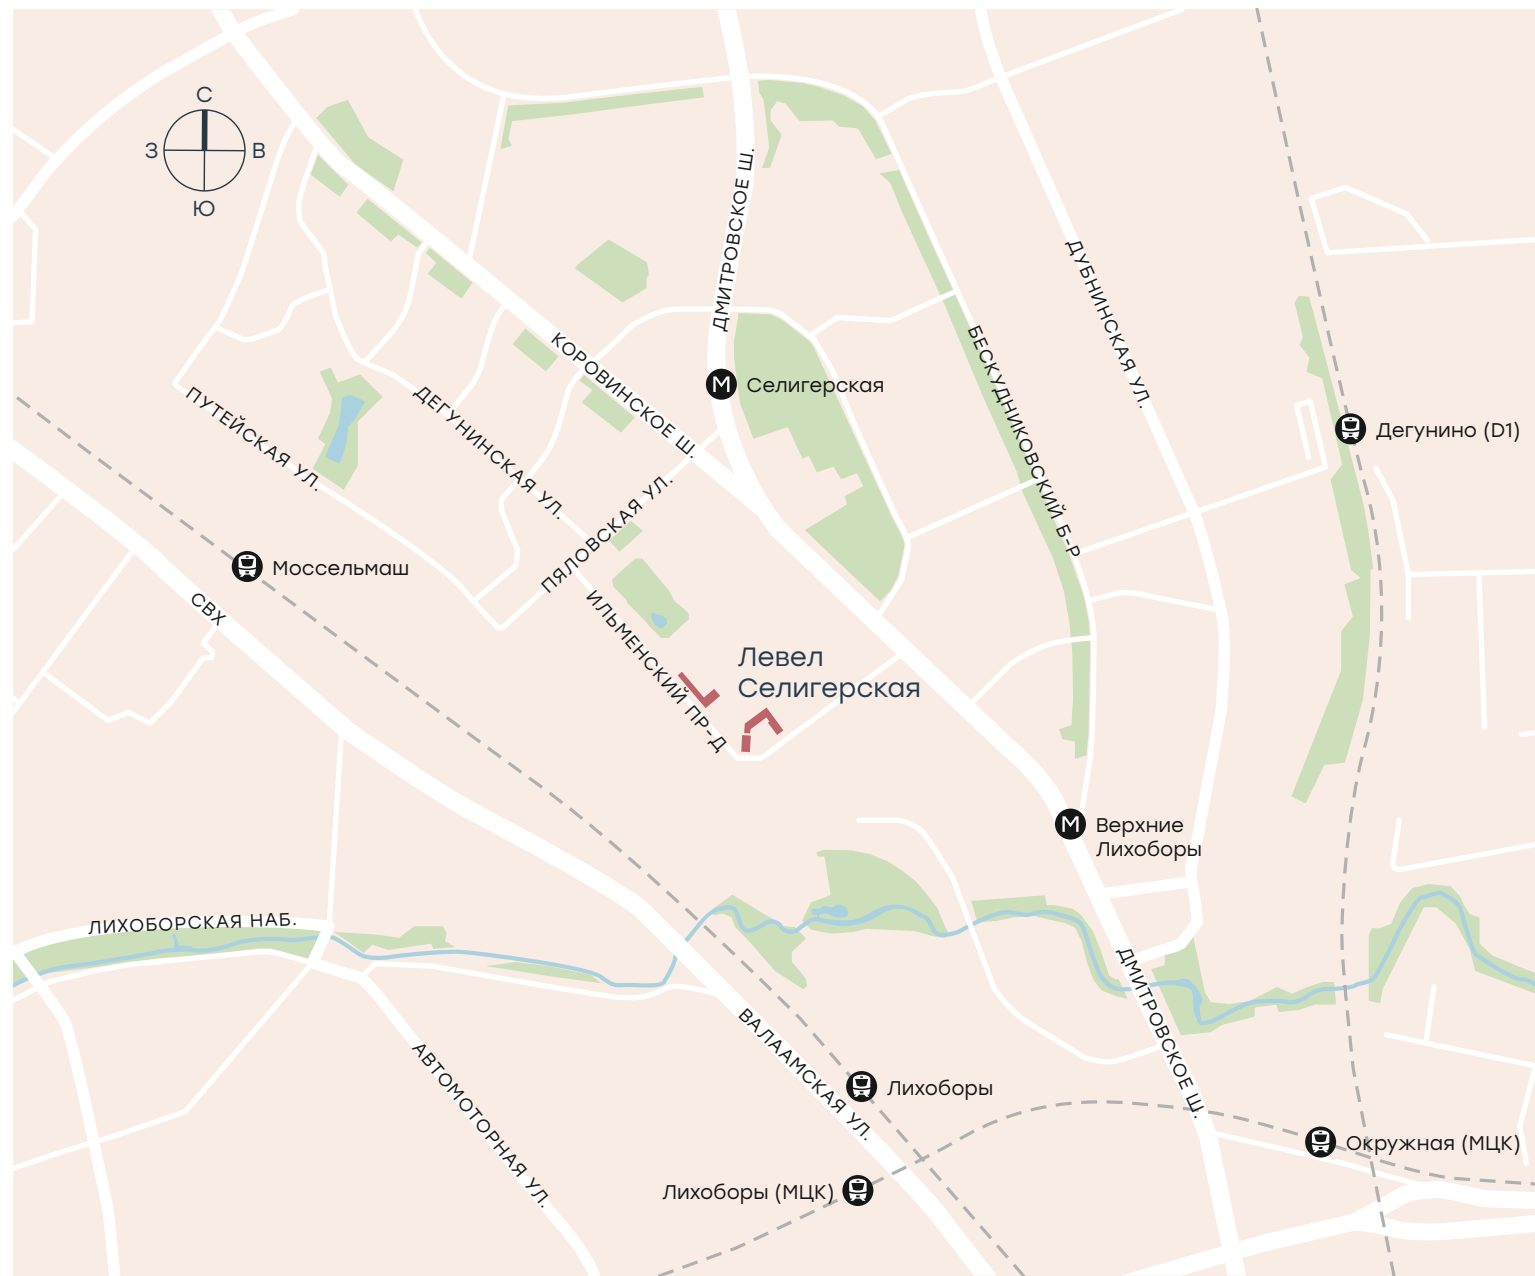 С
З
В
Ю
ДМИТРОВСКОЕ Ш.
ДУБНИНСКАЯ УЛ.
БЕСКУДНИКОВСКИЙ Б-Р
КОРОВИНСКОЕ Ш.
М
Селигерская
ПУТЕЙСКАЯ УЛ.
ДЕГУНИНСКАЯ УЛ.
Дегунино (D1)
ПЯЛОВСКАЯ УЛ.
Моссельмаш
СВХ
ИЛЬМЕНСКИЙ ПР-Д
Левел
Селигерская
М
Верхние
Лихоборы
ЛИХОБОРСКАЯ НАБ.
ДМИТРОВСКОЕ Ш.
ВАЛААМСКАЯ УЛ.
АВТОМОТОРНАЯ УЛ.
Лихоборы
Окружная (МЦК)
Лихоборы (МЦК)